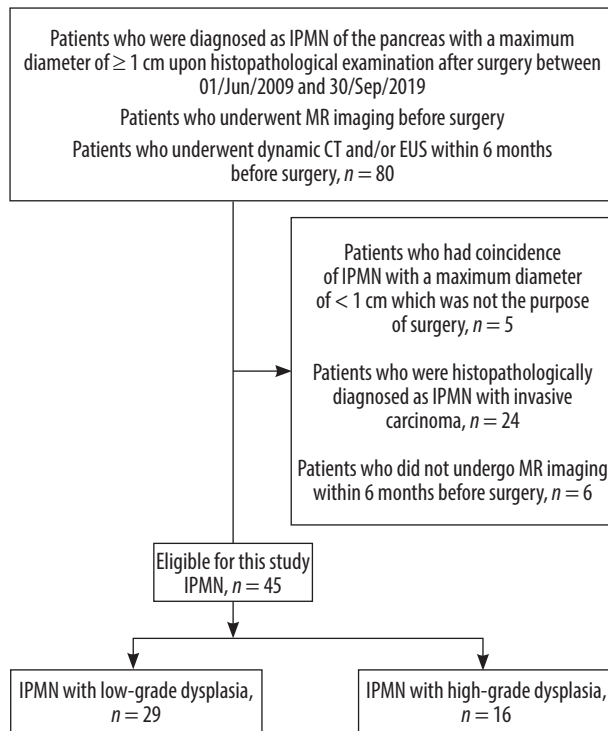 Patients who were diagnosed as IPMN of the pancreas with a maximum
diameter of ≥ 1 cm upon histopathological examination after surgery between
01/Jun/2009 and 30/Sep/2019
Patients who underwent MR imaging before surgery
Patients who underwent dynamic CT and/or EUS within 6 months
before surgery, n = 80
Patients who had coincidence
of IPMN with a maximum diameter
of < 1 cm which was not the purpose
of surgery, n = 5
Patients who were histopathologically
diagnosed as IPMN with invasive
carcinoma, n = 24
Patients who did not undergo MR imaging
within 6 months before surgery, n = 6
Eligible for this study
IPMN, n = 45
IPMN with low-grade dysplasia,
n = 29
IPMN with high-grade dysplasia,
n = 16